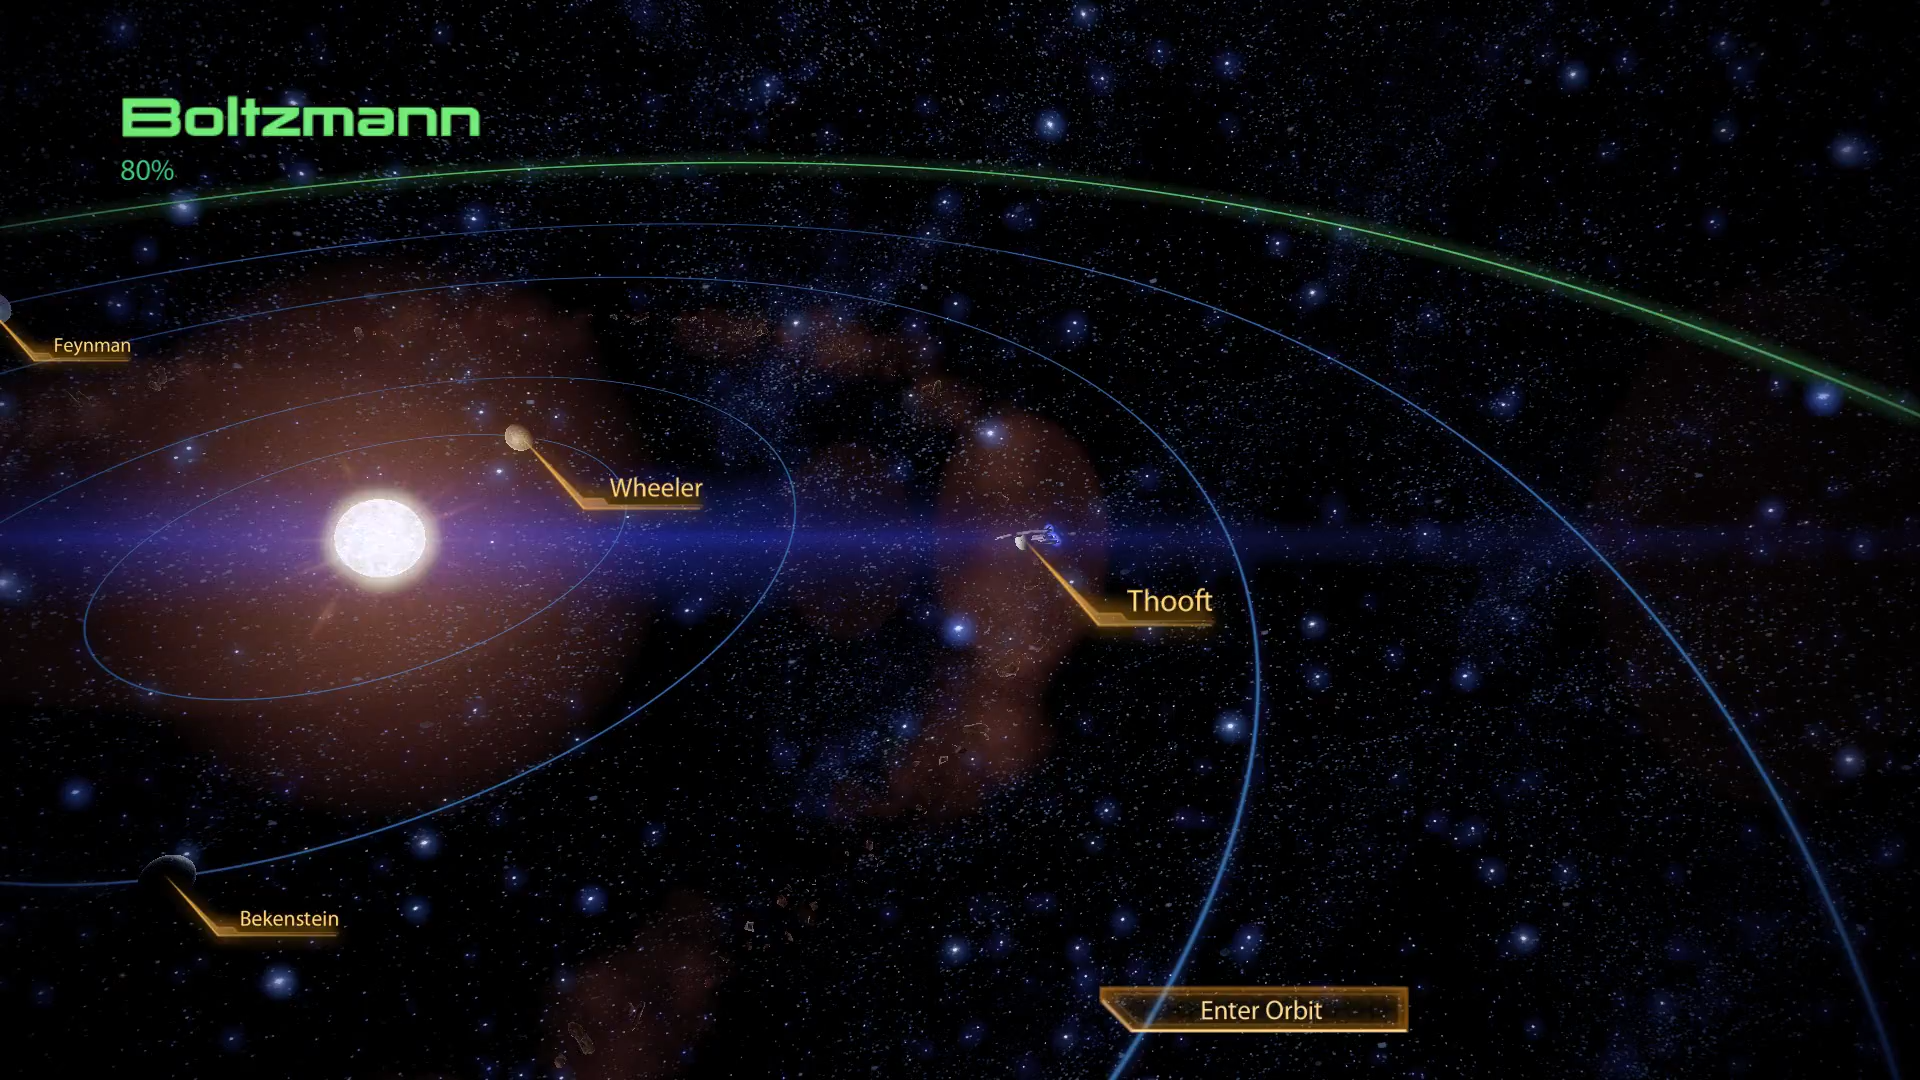 Boltzmann
80%
Feynman
Wheeler
Thooft
Bekenstein
Enter Orbit